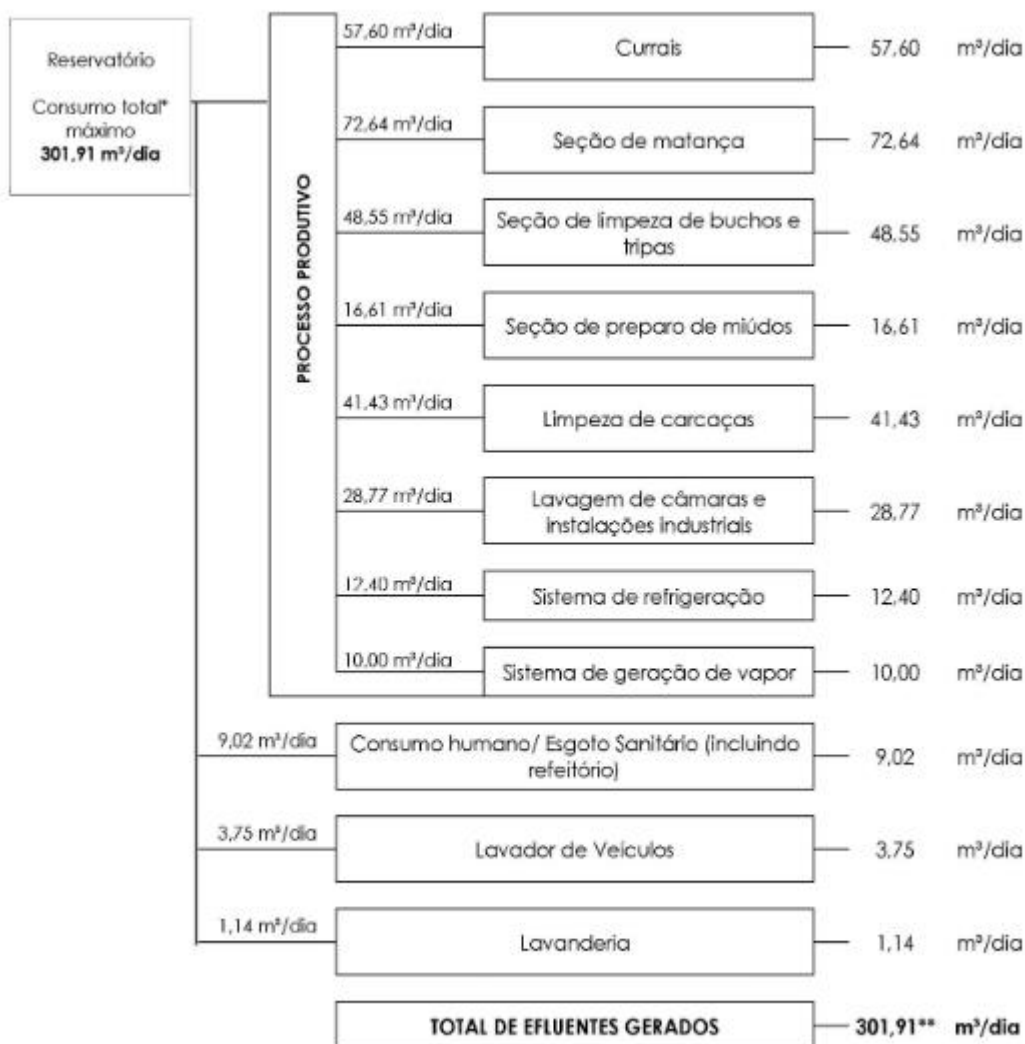 Reservatório
Consumo total*
máximo
301,91 m³/dia
PROCESSO PRODUTIVO
57,60 m³/dia
Currais
57,60 m³/dia
72,64 m³/dia
Seção de matança
72,64 m³/dia
48,55 m³/dia
Seção de limpeza de buchos e
tripas
48,55 m³/dia
16,61 m³/dia
Seção de preparo de miúdos
16,61 m³/dia
41,43 m³/dia
Limpeza de carcaças
41,43 m³/dia
28,77 m³/dia
Lavagem de câmaras e
instalações industriais
28,77 m³/dia
12,40 m³/dia
Sistema de refrigeração
12,40 m³/dia
10,00 m³/dia
Sistema de geração de vapor
10,00 m³/dia
9,02 m³/dia
Consumo humano/ Esgoto Sanitário (incluindo
refeitório)
9,02 m³/dia
3,75 m³/dia
Lavador de Veículos
3,75 m³/dia
1,14 m³/dia
Lavanderia
1,14 m³/dia
TOTAL DE EFLUENTES GERADOS
301,91** m³/dia